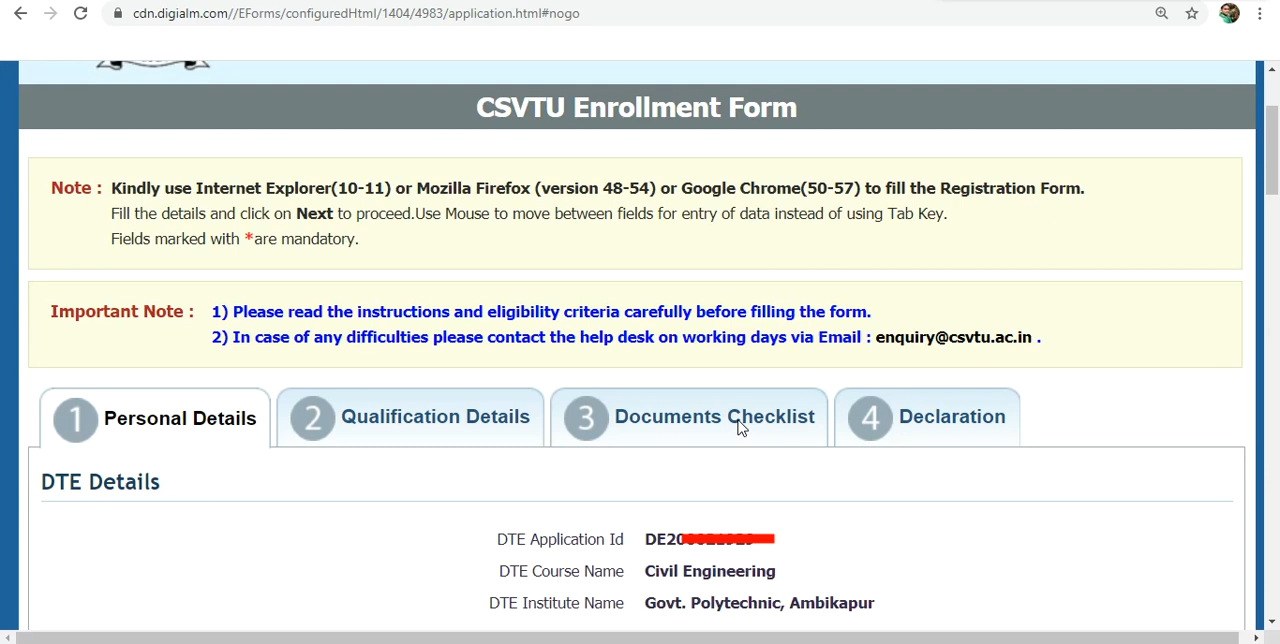 cdn.digialm.com//EForms/configuredHtml/1404/4983/application.html#nogo
CSVTU Enrollment Form
Note : Kindly use Internet Explorer(10-11) or Mozilla Firefox (version 48-54) or Google Chrome(50-57) to fill the Registration Form.
Fill the details and click on Next to proceed.Use Mouse to move between fields for entry of data instead of using Tab Key.
Fields marked with *are mandatory.
Important Note : 1) Please read the instructions and eligibility criteria carefully before filling the form.
2) In case of any difficulties please contact the help desk on working days via Email : enquiry@csvtu.ac.in .
1 Personal Details 2 Qualification Details 3 Documents Checklist 4 Declaration
DTE Details
DTE Application Id DE20
DTE Course Name Civil Engineering
DTE Institute Name Govt. Polytechnic, Ambikapur